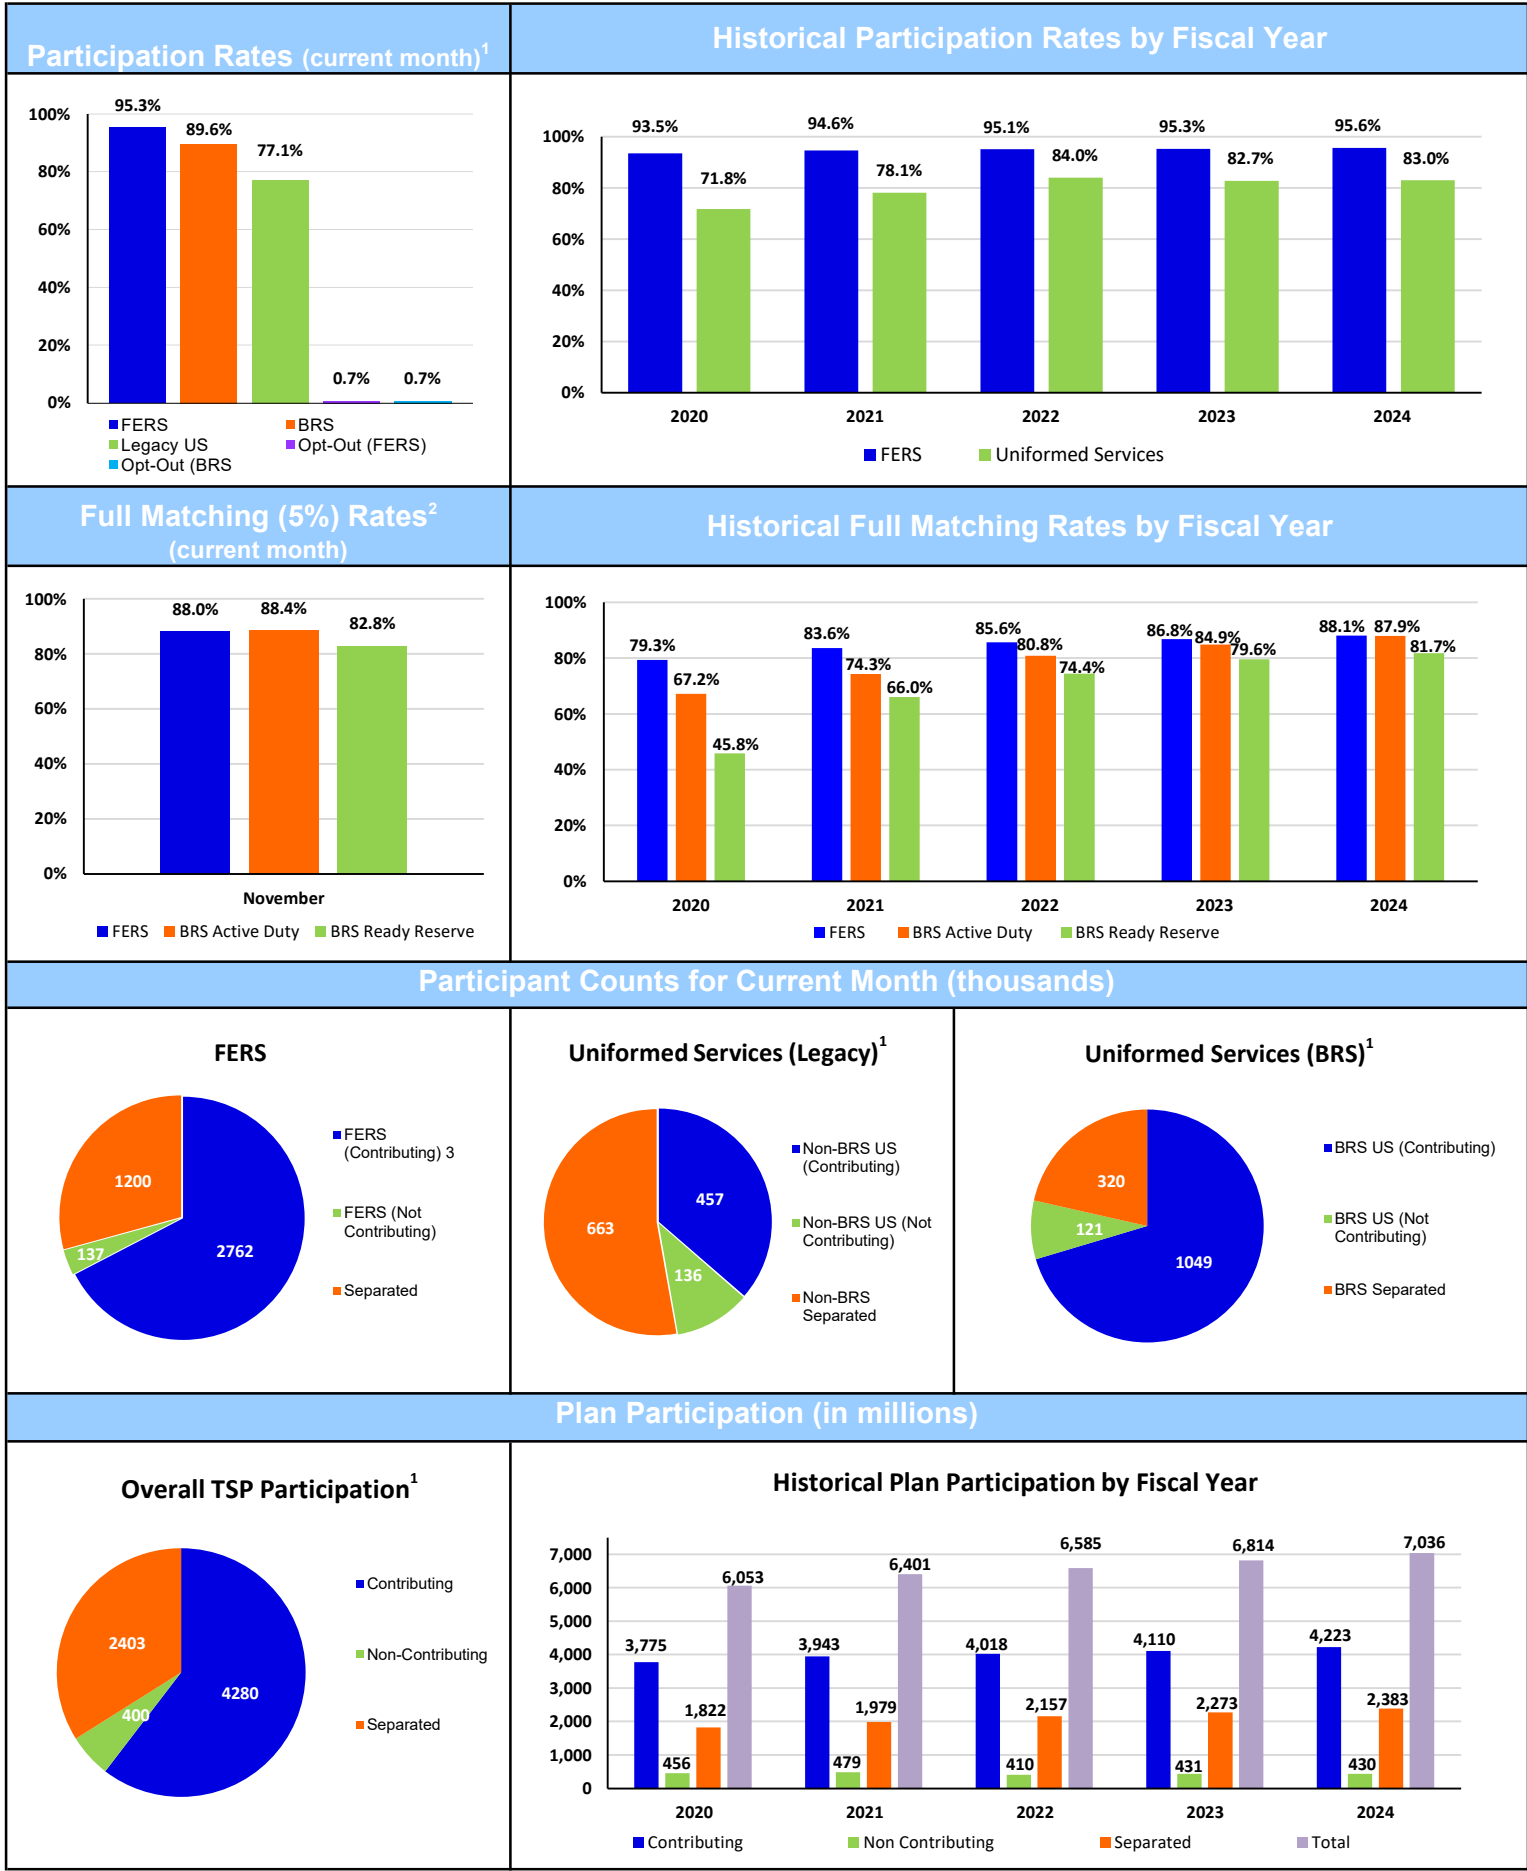 Participation Rates (current month)1
Historical Participation Rates by Fiscal Year
95.3%
89.6%
77.1%
0.7%
0.7%
100%
80%
60%
40%
20%
0%
FERS
BRS
Legacy US
Opt-Out (FERS)
Opt-Out (BRS
93.5%
71.8%
94.6%
78.1%
95.1%
84.0%
95.3%
82.7%
95.6%
83.0%
100%
80%
60%
40%
20%
0%
2020
2021
2022
2023
2024
FERS
Uniformed Services
Full Matching (5%) Rates2
(current month)
Historical Full Matching Rates by Fiscal Year
88.0%
88.4%
82.8%
100%
80%
60%
40%
20%
0%
November
FERS
BRS Active Duty
BRS Ready Reserve
79.3%
67.2%
45.8%
83.6%
74.3%
66.0%
85.6%
80.8%
74.4%
86.8%
84.9%
79.6%
88.1%
87.9%
81.7%
100%
80%
60%
40%
20%
0%
2020
2021
2022
2023
2024
FERS
BRS Active Duty
BRS Ready Reserve
Participant Counts for Current Month (thousands)
FERS
1200
137
2762
FERS
(Contributing) 3
FERS (Not
Contributing)
Separated
Uniformed Services (Legacy)1
663
457
136
Non-BRS US
(Contributing)
Non-BRS US (Not
Contributing)
Non-BRS
Separated
Uniformed Services (BRS)1
320
121
1049
BRS US (Contributing)
BRS US (Not
Contributing)
BRS Separated
Plan Participation (in millions)
Overall TSP Participation1
2403
400
4280
Contributing
Non-Contributing
Separated
Historical Plan Participation by Fiscal Year
7,000
6,000
5,000
4,000
3,000
2,000
1,000
0
3,775
456
1,822
6,053
3,943
479
1,979
6,401
4,018
410
2,157
6,585
4,110
431
2,273
6,814
4,223
430
2,383
7,036
2020
2021
2022
2023
2024
Contributing
Non Contributing
Separated
Total